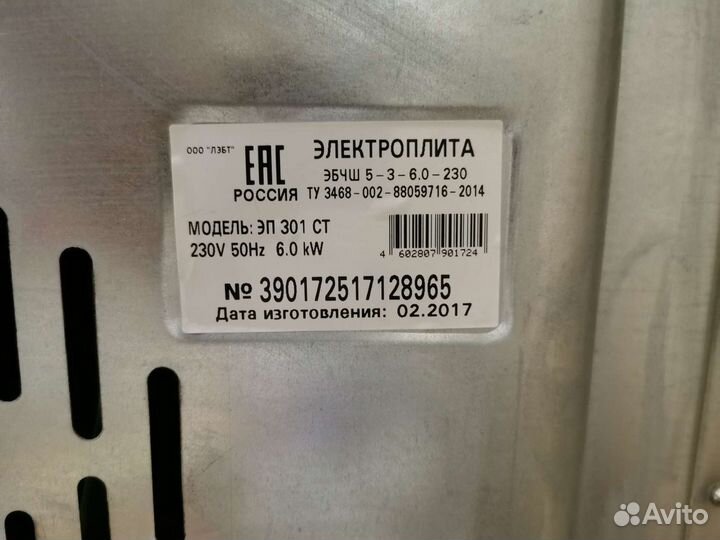 ООО "ЛЗБТ"
ЕАС
РОССИЯ
ЭЛЕКТРОПЛИТА
ЭБЧШ 5-3-6.0-230
ТУ 3468-002-88059716-2014
МОДЕЛЬ: ЭП 301 СТ
230V 50Hz 6.0 kW
4 602807 901724
№ 390172517128965
Дата изготовления: 02.2017
Avito